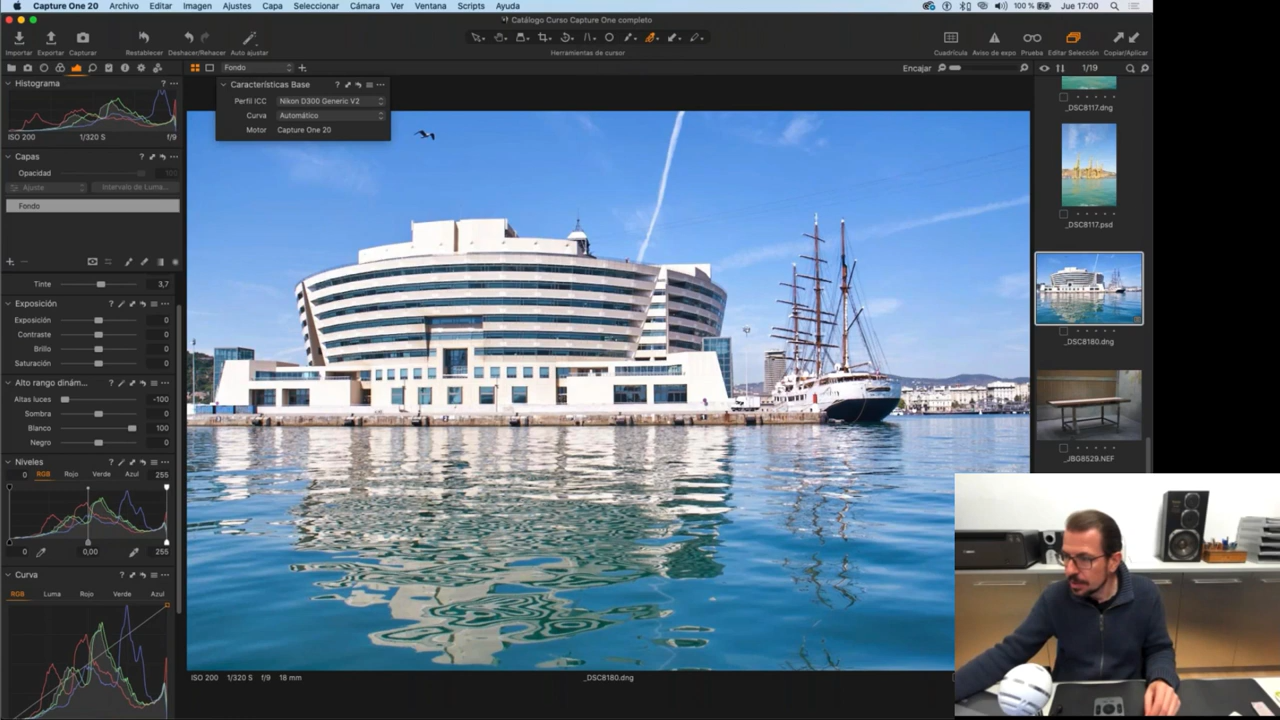 Capture One 20 Archivo Editar Imagen Ajustes Capa Seleccionar Cámara Ver Ventana Scripts Ayuda 100 % Jue 17:00
Catálogo Curso Capture One completo
Importar Exportar Capturar Restablecer Deshacer/Rehacer Auto ajustar Herramientas de cursor Cuadrícula Aviso de expo. Prueba Editar Selección Copiar/Aplicar
Fondo Encajar 1/19
Histograma
ISO 200 1/320 S f/9
Capas
Opacidad 100
Ajuste Intervalo de Luma...
Fondo
Tinte 3,7
Exposición
Exposición 0
Contraste 0
Brillo 0
Saturación 0
Alto rango dinám...
Altas luces -100
Sombra 0
Blanco 100
Negro 0
Niveles
0 RGB Rojo Verde Azul 255
0 0,00 255
Curva
RGB Luma Rojo Verde Azul
Características Base
Perfil ICC Nikon D300 Generic V2
Curva Automático
Motor Capture One 20
ISO 200 1/320 S f/9 18 mm _DSC8180.dng
_DSC8117.dng
_DSC8117.psd
_DSC8180.dng
_JBG8529.NEF